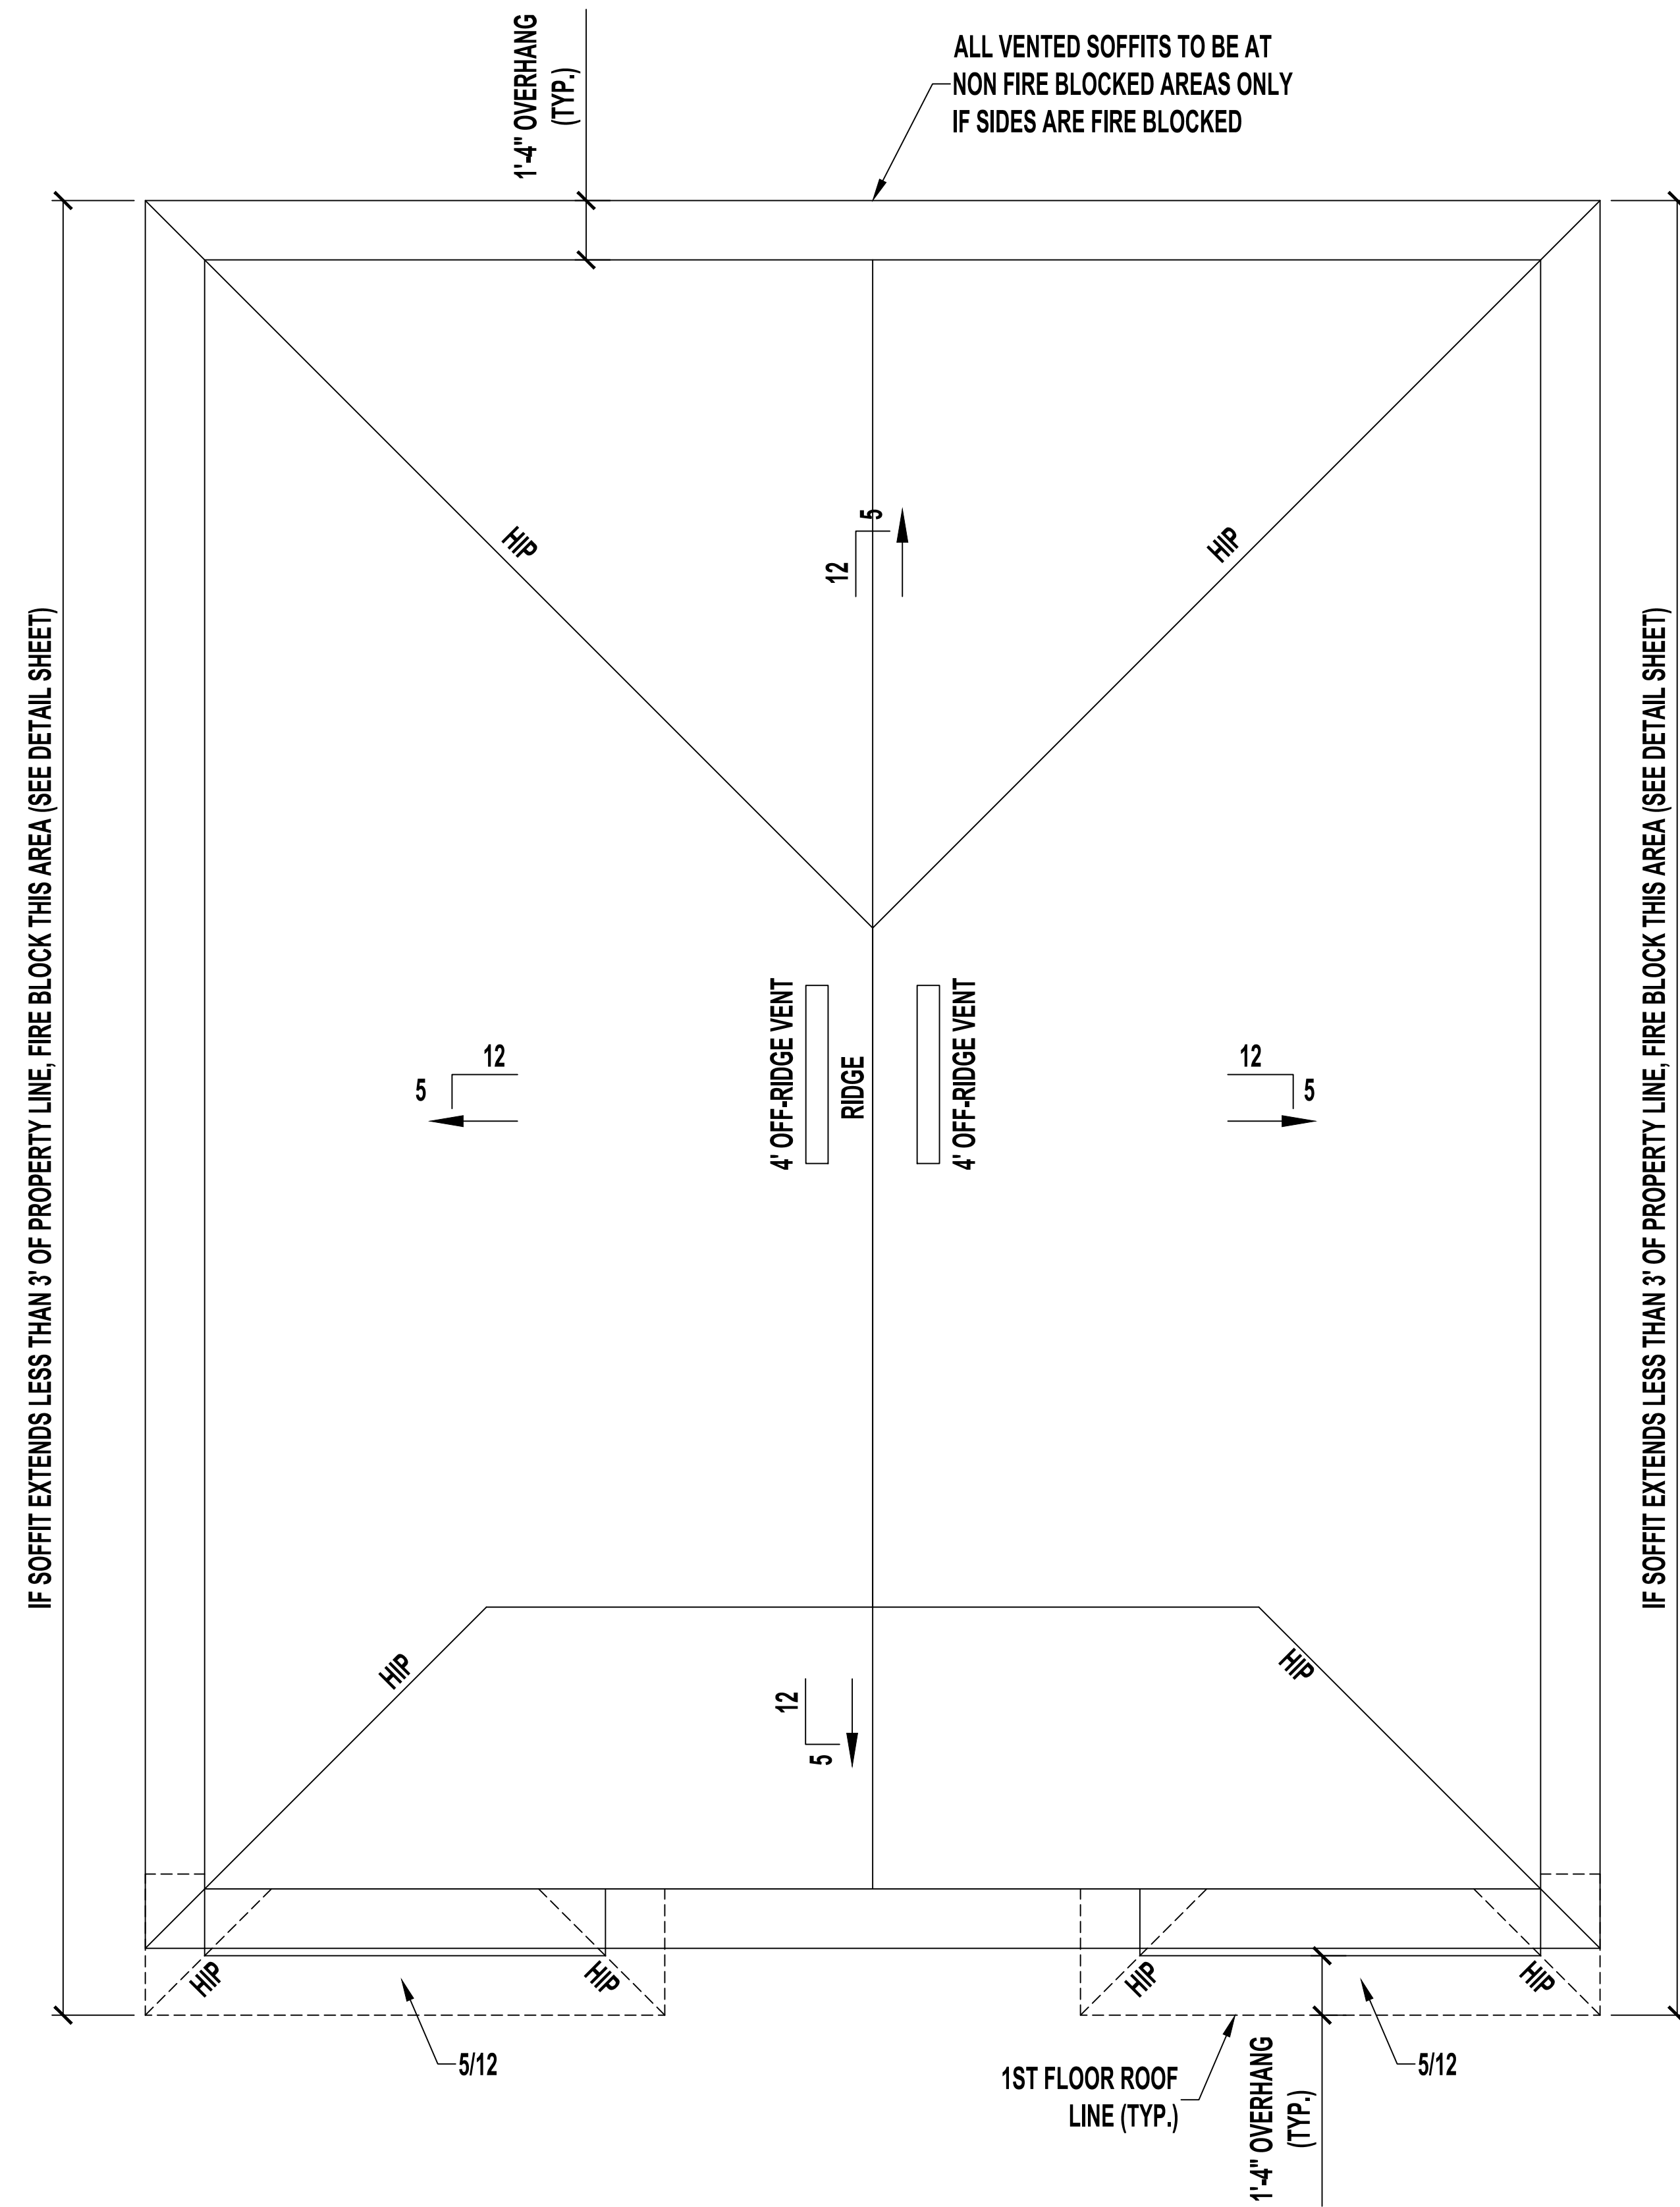 1'-4" OVERHANG
(TYP.)
ALL VENTED SOFFITS TO BE AT
NON FIRE BLOCKED AREAS ONLY
IF SIDES ARE FIRE BLOCKED
HIP
HIP
5
12
IF SOFFIT EXTENDS LESS THAN 3' OF PROPERTY LINE, FIRE BLOCK THIS AREA (SEE DETAIL SHEET)
IF SOFFIT EXTENDS LESS THAN 3' OF PROPERTY LINE, FIRE BLOCK THIS AREA (SEE DETAIL SHEET)
12
5
4' OFF-RIDGE VENT
RIDGE
4' OFF-RIDGE VENT
12
5
HIP
HIP
12
5
HIP
HIP
HIP
HIP
5/12
5/12
1ST FLOOR ROOF
LINE (TYP.)
1'-4" OVERHANG
(TYP.)